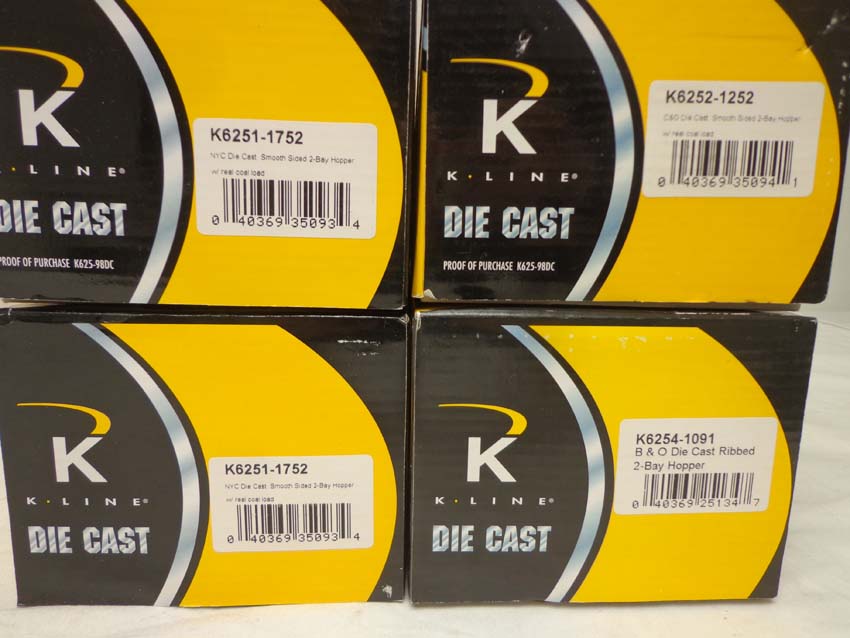 K
K·LINE®
DIE CAST
PROOF OF PURCHASE K625-98DC
K6251-1752
NYC Die Cast Smooth Sided 2-Bay Hopper
w/ real coal load
0 40369 35093 4
K
K·LINE®
DIE CAST
PROOF OF PURCHASE K625-98DC
K6252-1252
C&O Die Cast Smooth Sided 2-Bay Hopper
w/ real coal load
0 40369 35094 1
K
K·LINE®
DIE CAST
K6251-1752
NYC Die Cast Smooth Sided 2-Bay Hopper
w/ real coal load
0 40369 35093 4
K
K·LINE®
DIE CAST
K6254-1091
B & O Die Cast Ribbed
2-Bay Hopper
0 40369 25134 7